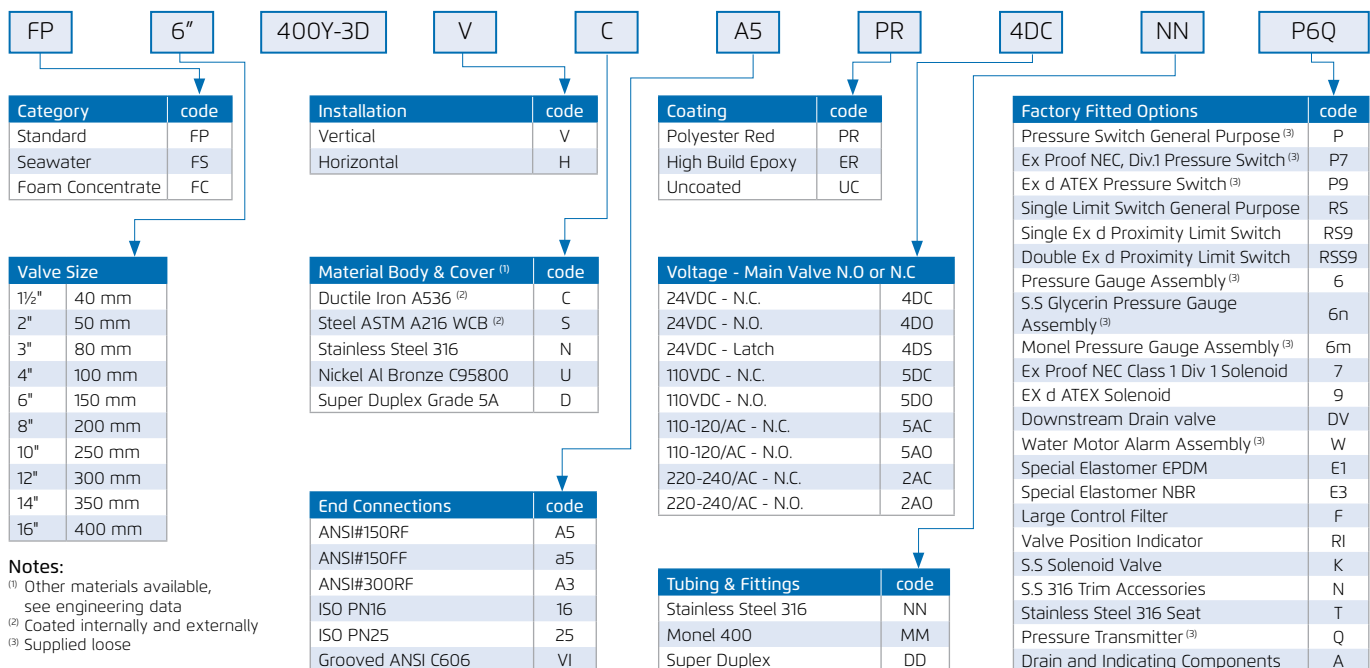 FP 6" 400Y-3D V C A5 PR 4DC NN P6Q
Category code
Standard FP
Seawater FS
Foam Concentrate FC
Valve Size
1½" 40 mm
2" 50 mm
3" 80 mm
4" 100 mm
6" 150 mm
8" 200 mm
10" 250 mm
12" 300 mm
14" 350 mm
16" 400 mm
Notes:
(1) Other materials available,
see engineering data
(2) Coated internally and externally
(3) Supplied loose
Installation code
Vertical V
Horizontal H
Material Body & Cover (1) code
Ductile Iron A536 (2) C
Steel ASTM A216 WCB (2) S
Stainless Steel 316 N
Nickel Al Bronze C95800 U
Super Duplex Grade 5A D
End Connections code
ANSI#150RF A5
ANSI#150FF a5
ANSI#300RF A3
ISO PN16 16
ISO PN25 25
Grooved ANSI C606 VI
Coating code
Polyester Red PR
High Build Epoxy ER
Uncoated UC
Voltage - Main Valve N.O or N.C
24VDC - N.C. 4DC
24VDC - N.O. 4DO
24VDC - Latch 4DS
110VDC - N.C. 5DC
110VDC - N.O. 5DO
110-120/AC - N.C. 5AC
110-120/AC - N.O. 5AO
220-240/AC - N.C. 2AC
220-240/AC - N.O. 2AO
Tubing & Fittings code
Stainless Steel 316 NN
Monel 400 MM
Super Duplex DD
Factory Fitted Options code
Pressure Switch General Purpose (3) P
Ex Proof NEC, Div.1 Pressure Switch (3) P7
Ex d ATEX Pressure Switch (3) P9
Single Limit Switch General Purpose RS
Single Ex d Proximity Limit Switch RS9
Double Ex d Proximity Limit Switch RSS9
Pressure Gauge Assembly (3) 6
S.S Glycerin Pressure Gauge
Assembly (3) 6n
Monel Pressure Gauge Assembly (3) 6m
Ex Proof NEC Class 1 Div 1 Solenoid 7
EX d ATEX Solenoid 9
Downstream Drain valve DV
Water Motor Alarm Assembly (3) W
Special Elastomer EPDM E1
Special Elastomer NBR E3
Large Control Filter F
Valve Position Indicator RI
S.S Solenoid Valve K
S.S 316 Trim Accessories N
Stainless Steel 316 Seat T
Pressure Transmitter (3) Q
Drain and Indicating Components A